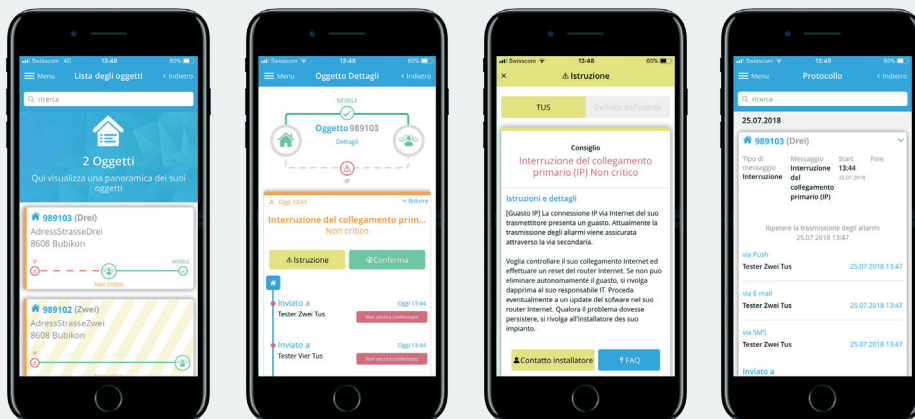 Swisscom 4G 13:48 60%
Menu Lista degli oggetti < Indietro
ricerca
2 Oggetti
Qui visualizza una panoramica dei suoi
oggetti
989103 (Drei)
AdressStrasseDrei
8608 Bubikon
IP MOBILE
Non critico
989102 (Zwei)
AdressStrasseZwei
8608 Bubikon
IP
Swisscom 13:48 60%
Menu Oggetto Dettagli < Indietro
MOBILE
Oggetto 989103
Dettagli
IP
Oggi 13:44 Ridurre
Interruzione del collegamento prim...
Non critico
Istruzione Conferma
Inviato a Oggi 13:44
Tester Zwei Tus Non ancora confermato
Inviato a Oggi 13:44
Tester Vier Tus Non ancora confermato
Swisscom 13:48 60%
× Istruzione
TUS Definito dall'utente
Consiglio
Interruzione del collegamento
primario (IP) Non critico
Istruzioni e dettagli
[Guasto IP] La connessione IP via Internet del suo
trasmettitore presenta un guasto. Attualmente la
trasmissione degli allarmi viene assicurata
attraverso la via secondaria.
Voglia controllare il suo collegamento Internet ed
effettuare un reset del router Internet. Se non puo
eliminare autonomamente il guasto, si rivolga
dapprima al suo responsabile IT. Proceda
eventualmente a un update del sofware nel suo
router Internet. Qualora il problema dovesse
persistere, si rivolga all'installatore des suo
impianto.
Contatto installatore ? FAQ
Swisscom 13:49 60%
Menu Protocollo < Indietro
ricerca
25.07.2018
989103 (Drei)
Tipo di Messaggio Start Fine
messaggio Interruzione 13:44
Interruzione del 25.07.2018
collegamento
primario (IP)
Ripetere la trasmissione degli allarmi
25.07.2018 13:47
via Push
Tester Zwei Tus 25.07.2018 13:47
via E-mail
Tester Zwei Tus 25.07.2018 13:47
via SMS
Tester Zwei Tus 25.07.2018 13:47
Inviato a